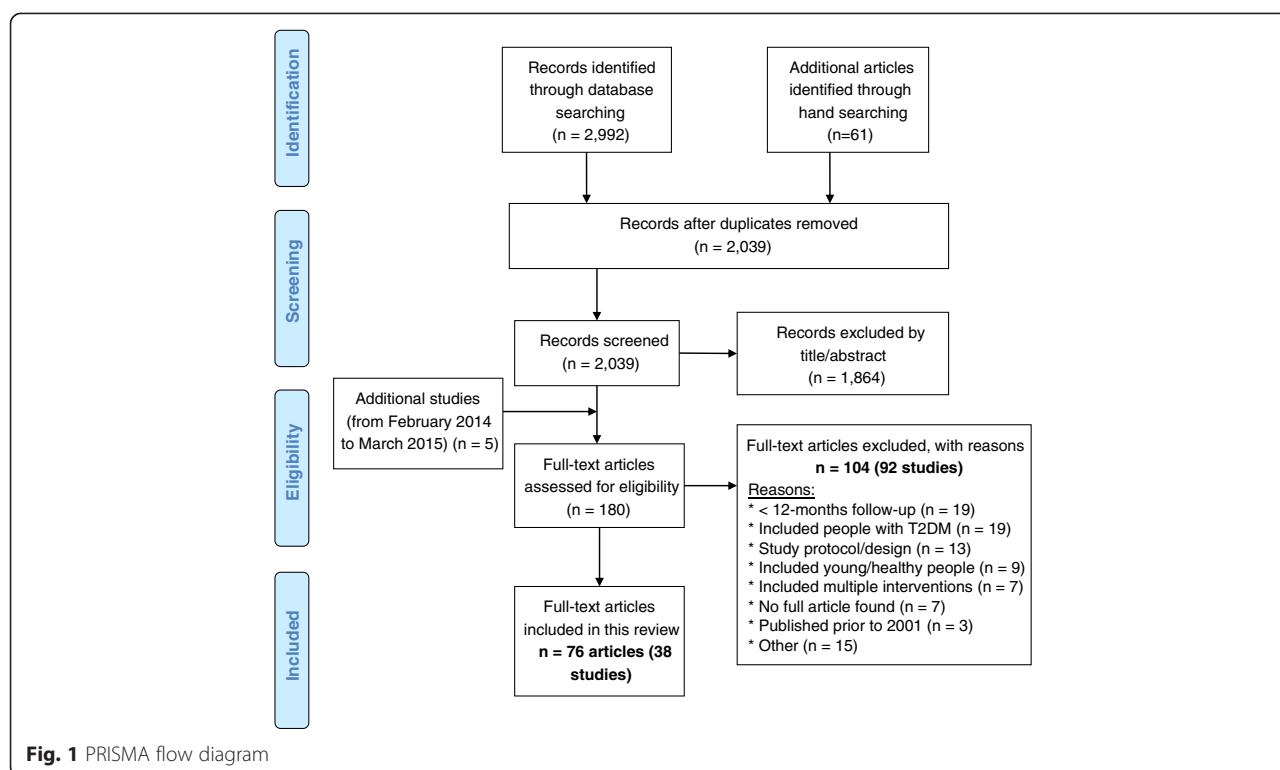 Identification
Records identified
through database
searching
(n = 2,992)
Additional articles
identified through
hand searching
(n=61)
Screening
Records after duplicates removed
(n = 2,039)
Records screened
(n = 2,039)
Records excluded by
title/abstract
(n = 1,864)
Eligibility
Additional studies
(from February 2014
to March 2015) (n = 5)
Full-text articles
assessed for eligibility
(n = 180)
Full-text articles excluded, with reasons
n = 104 (92 studies)
Reasons:
* < 12-months follow-up (n = 19)
* Included people with T2DM (n = 19)
* Study protocol/design (n = 13)
* Included young/healthy people (n = 9)
* Included multiple interventions (n = 7)
* No full article found (n = 7)
* Published prior to 2001 (n = 3)
* Other (n = 15)
Included
Full-text articles
included in this review
n = 76 articles (38
studies)
Fig. 1 PRISMA flow diagram